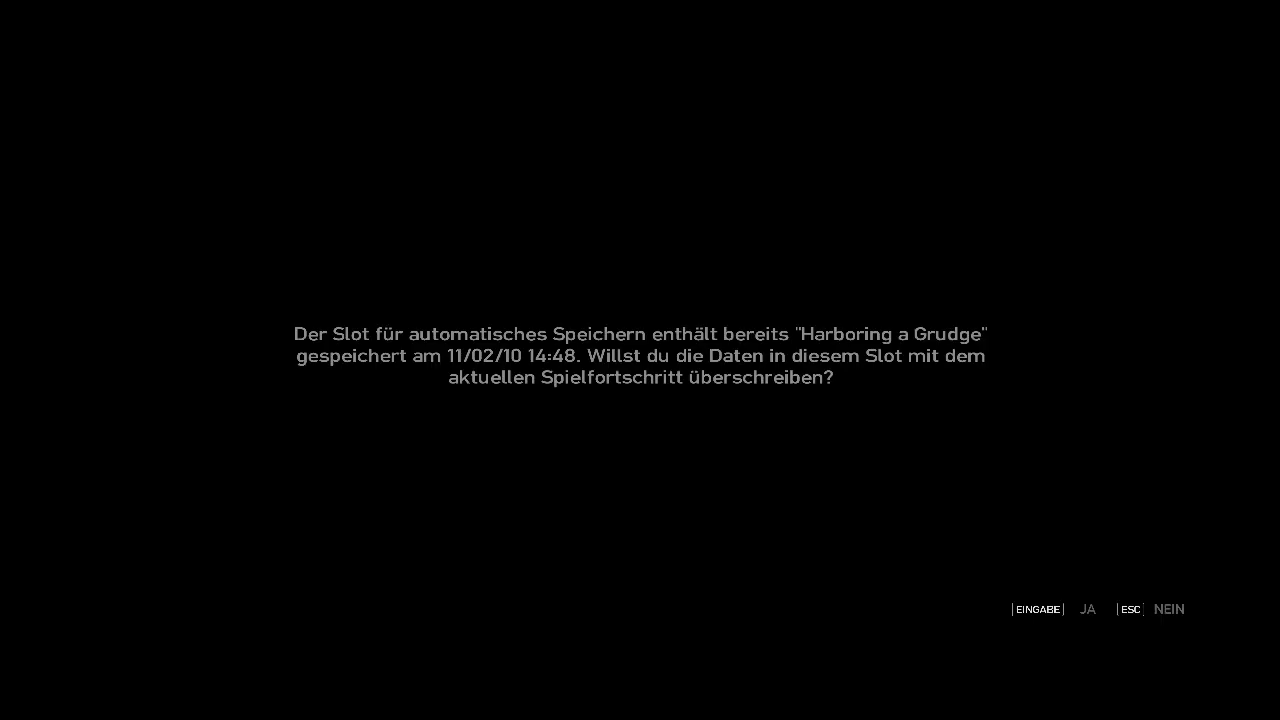 Der Slot für automatisches Speichern enthält bereits "Harboring a Grudge"
gespeichert am 11/02/10 14:48. Willst du die Daten in diesem Slot mit dem
aktuellen Spielfortschritt überschreiben?
EINGABE JA ESC NEIN